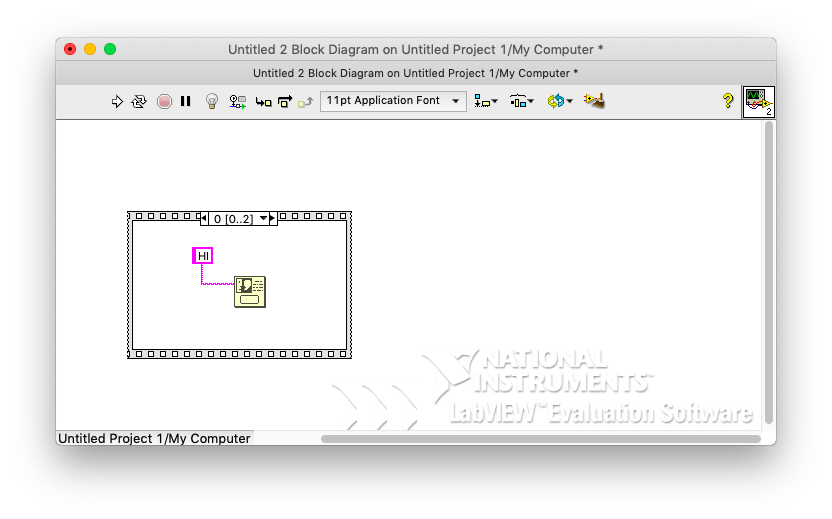 Untitled 2 Block Diagram on Untitled Project 1/My Computer *
Untitled 2 Block Diagram on Untitled Project 1/My Computer *
11pt Application Font
?
2
0 [0..2]
HI
NATIONAL
INSTRUMENTS™
LabVIEW™ Evaluation Software
Untitled Project 1/My Computer